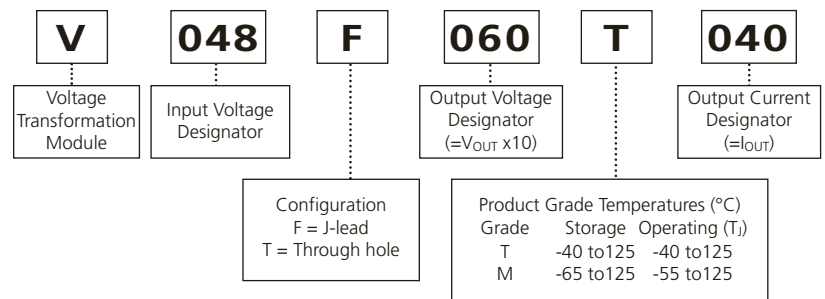 V 048 F 060 T 040
Voltage
Transformation
Module
Input Voltage
Designator
Output Voltage
Designator
(=VOUT x10)
Output Current
Designator
(=IOUT)
Configuration
F = J-lead
T = Through hole
Product Grade Temperatures (°C)
Grade Storage Operating (TJ)
T -40 to125 -40 to125
M -65 to125 -55 to125